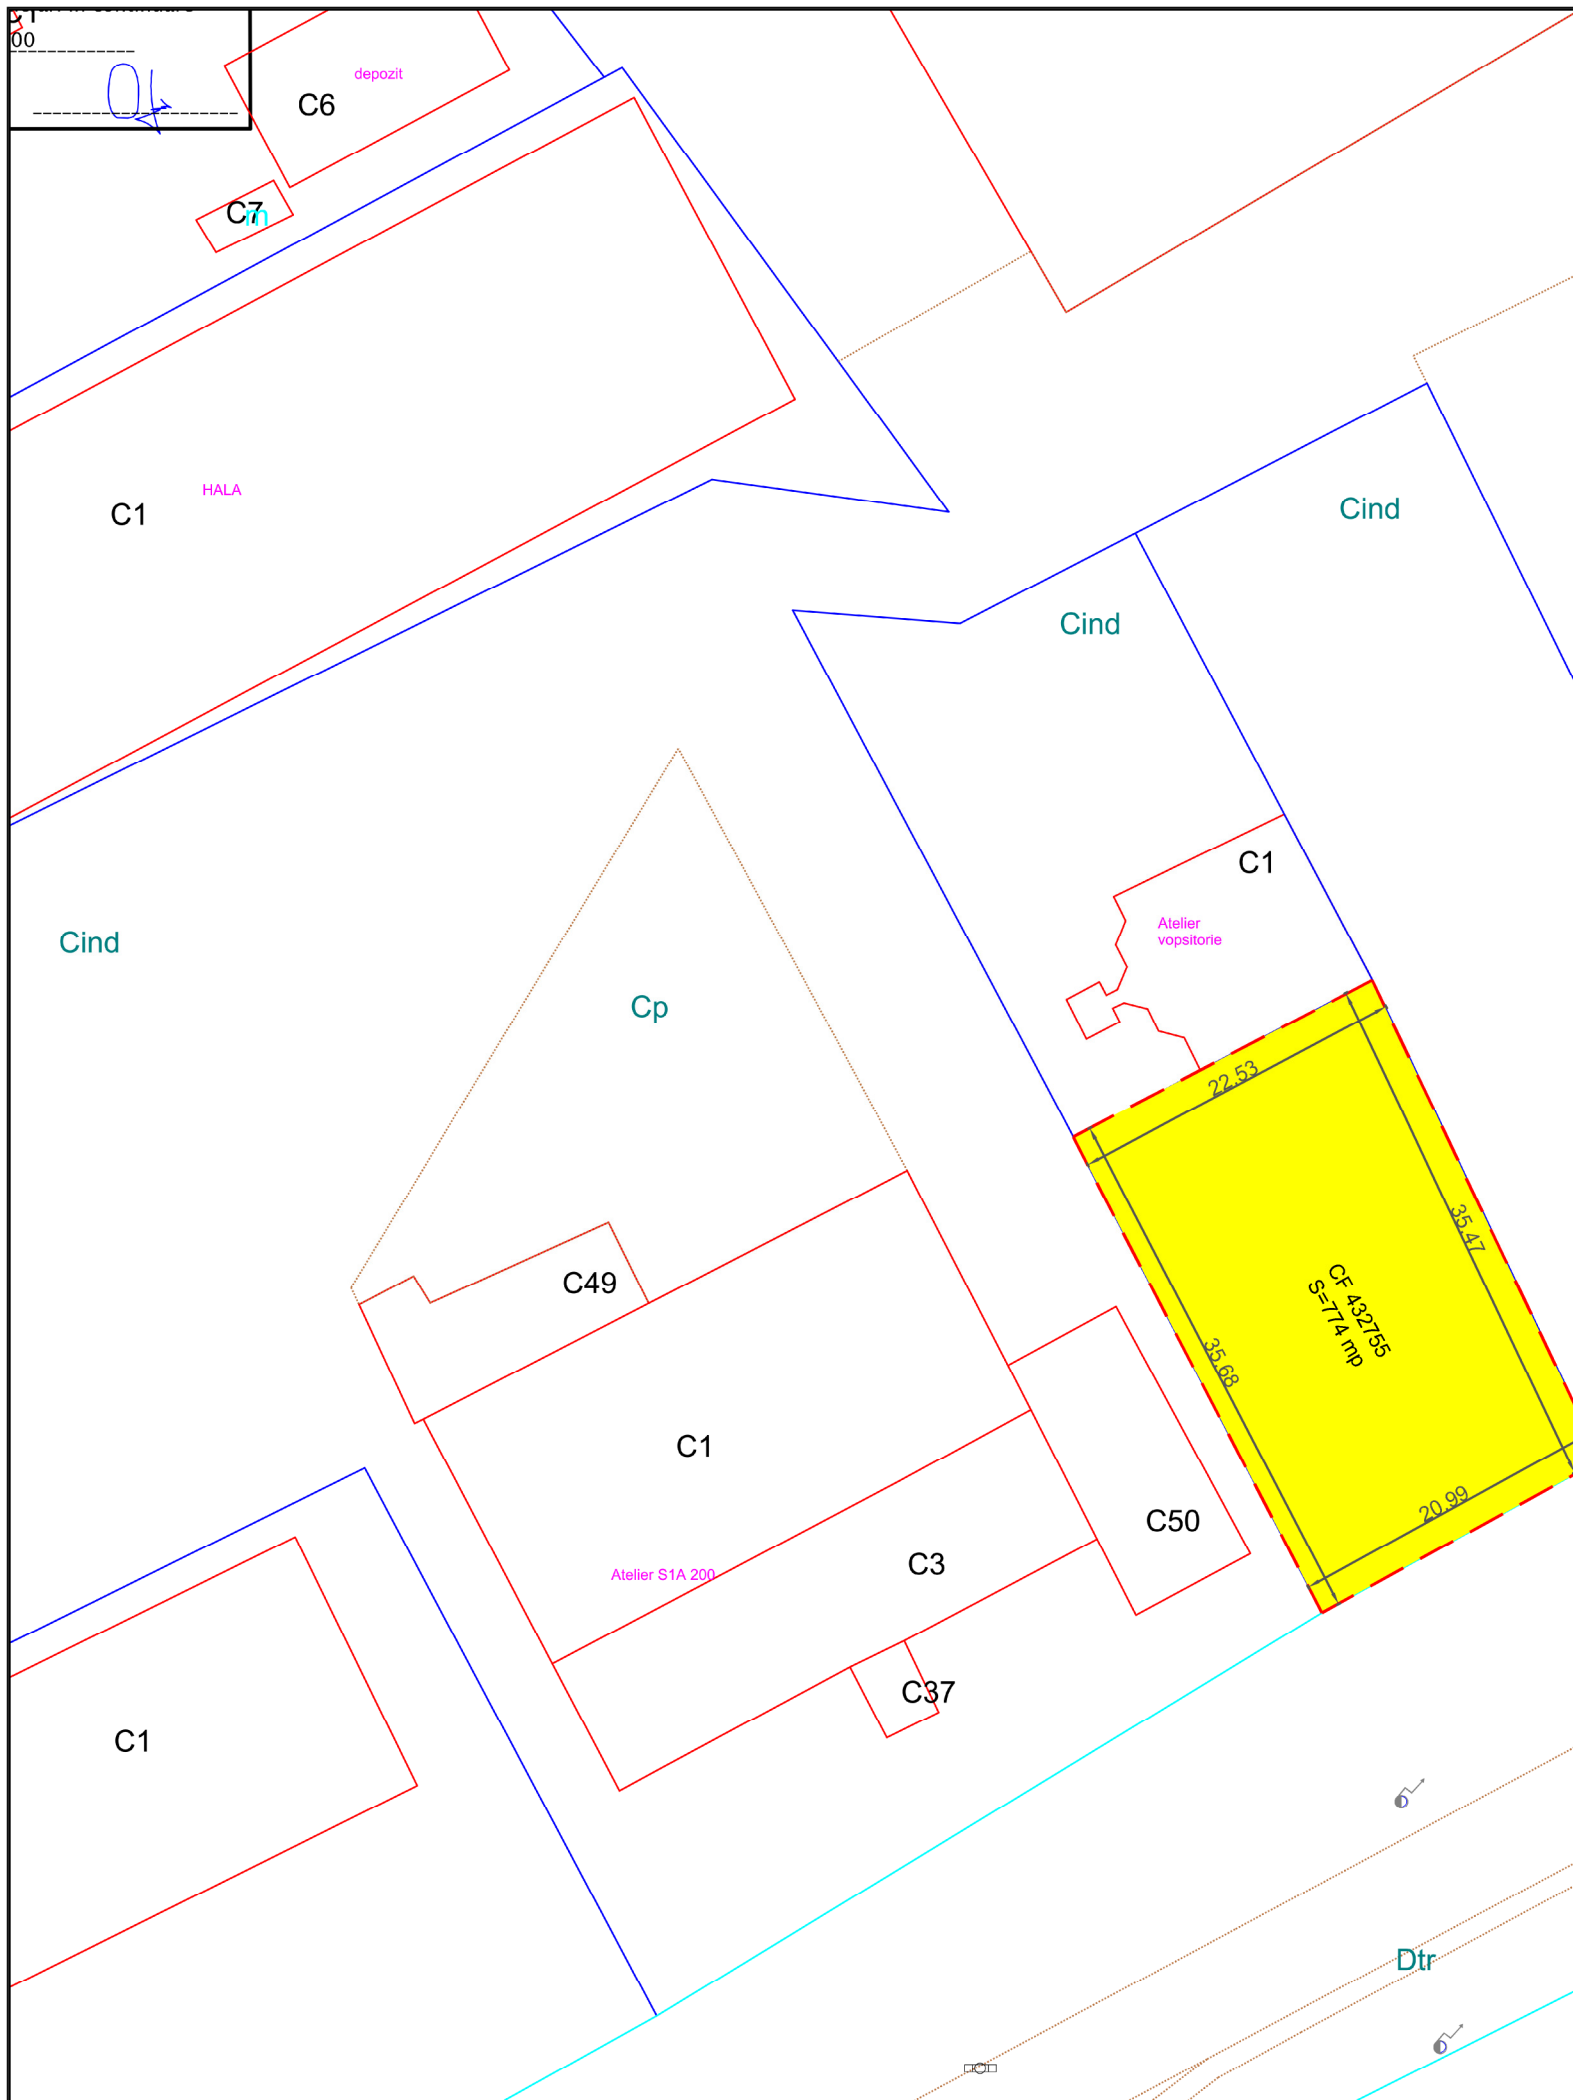 00
C6
depozit
C7
m
HALA
C1
Cind
Cind
C1
Atelier
vopsitorie
Cind
Cp
22.53
35.47
CF 432755
S=774 mp
35.68
20.99
C49
C1
C50
C3
Atelier S1A 200
C37
C1
Dtr